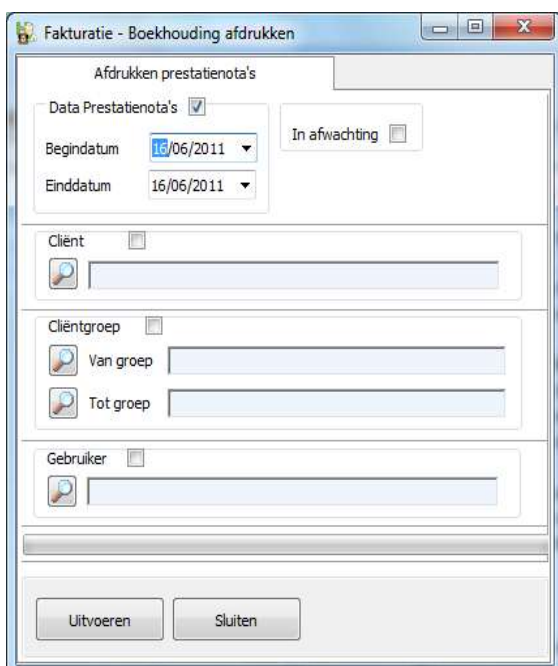 Fakturatie - Boekhouding afdrukken
Afdrukken prestatienota's
Data Prestatienota's
In afwachting
Begindatum 16/06/2011
Einddatum 16/06/2011
Cliënt
Cliëntgroep
Van groep
Tot groep
Gebruiker
Uitvoeren Sluiten